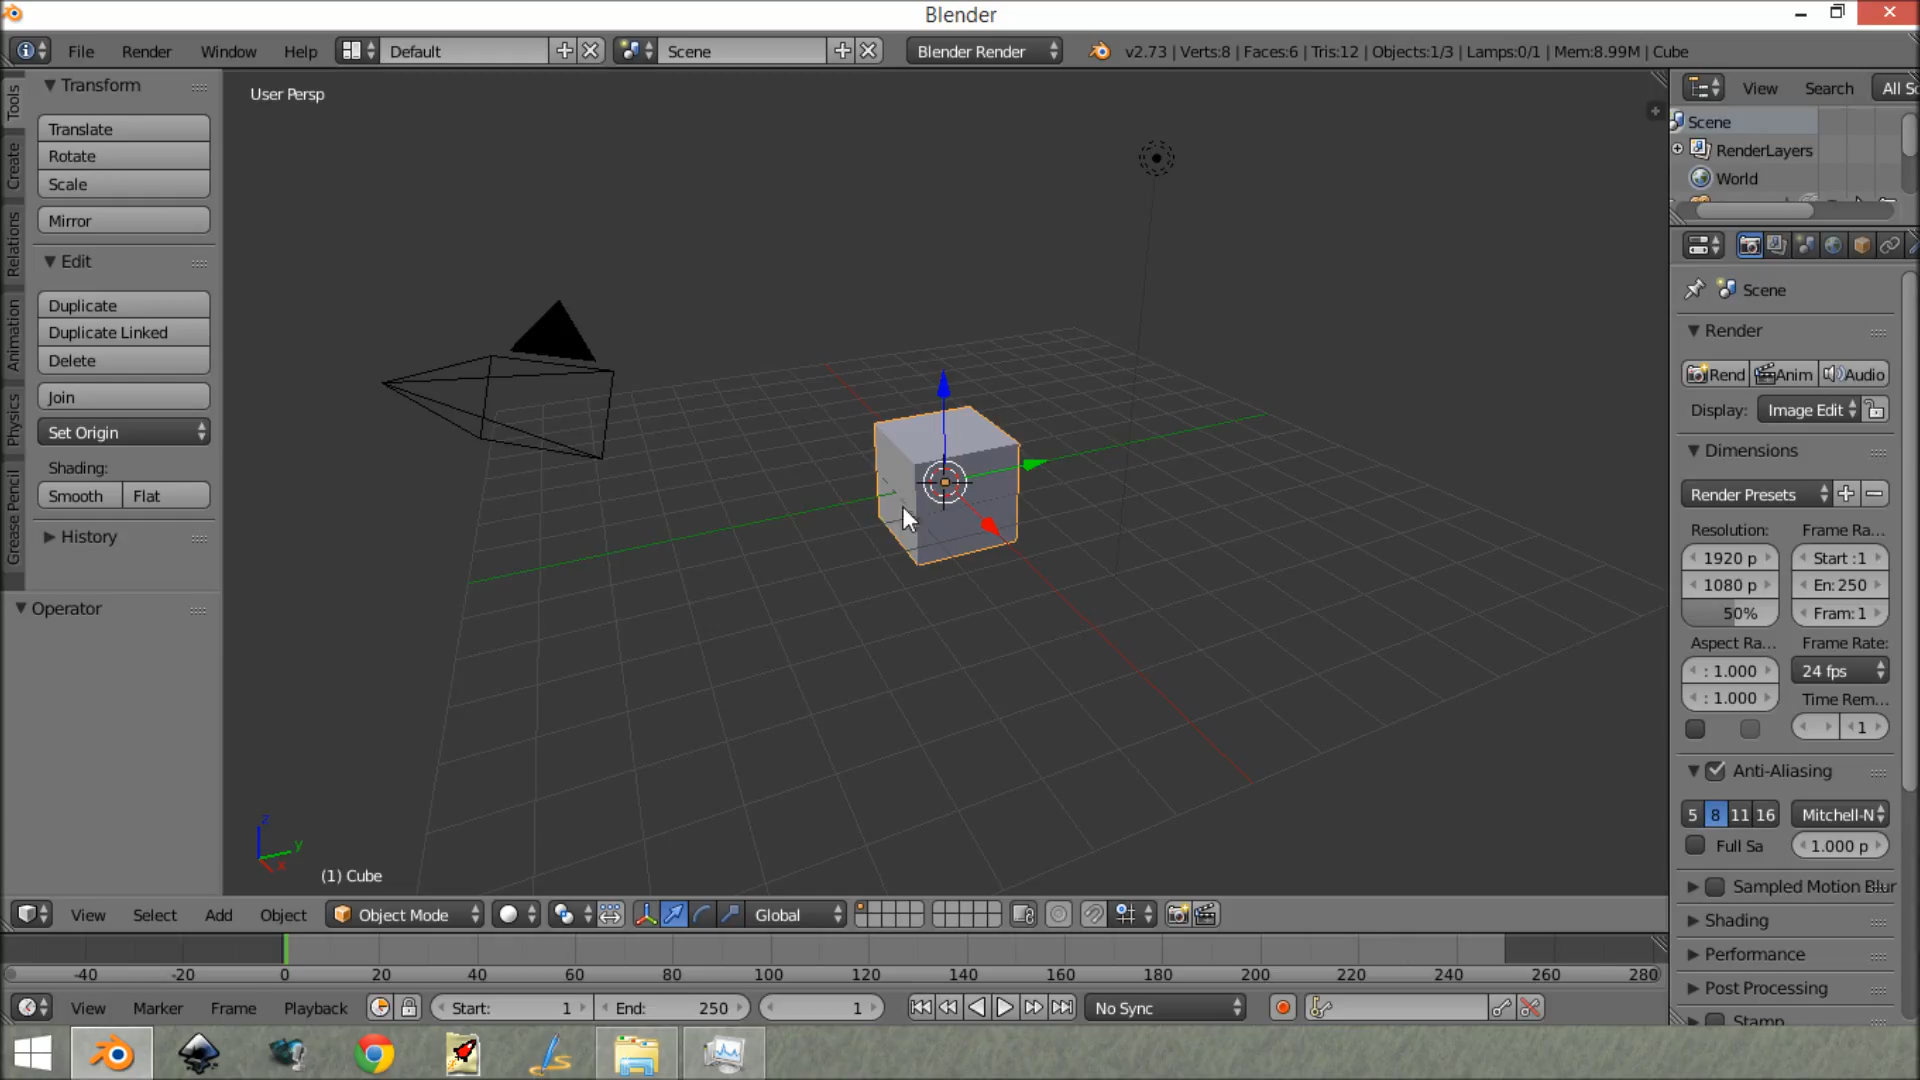 Blender
File Render Window Help Default Scene Blender Render v2.73 | Verts:8 | Faces:6 | Tris:12 | Objects:1/3 | Lamps:0/1 | Mem:8.99M | Cube
Tools
Create
Relations
Animation
Physics
Grease Pencil
Transform
Translate
Rotate
Scale
Mirror
Edit
Duplicate
Duplicate Linked
Delete
Join
Set Origin
Shading:
Smooth Flat
History
Operator
User Persp
z
y
x
(1) Cube
View Search All Sc
Scene
RenderLayers
World
Scene
Render
Rend Anim Audio
Display: Image Edit
Dimensions
Render Presets
Resolution: Frame Ra...
1920 p Start :1
1080 p En: 250
50% Fram: 1
Aspect Ra... Frame Rate:
: 1.000 24 fps
: 1.000 Time Rem...
1
Anti-Aliasing
5 8 11 16 Mitchell-N
Full Sa 1.000 p
Sampled Motion Blur
Shading
Performance
Post Processing
Stamp
View Select Add Object Object Mode Global
-40 -20 0 20 40 60 80 100 120 140 160 180 200 220 240 260 280
View Marker Frame Playback Start: 1 End: 250 1 No Sync